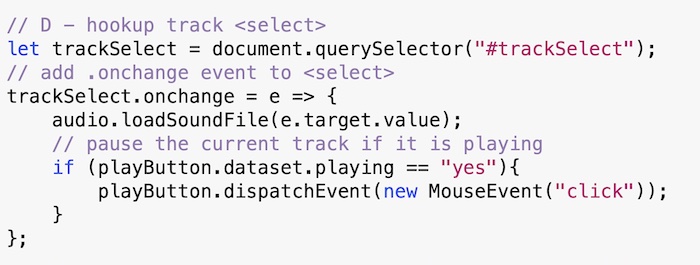 // D – hookup track <select>
let trackSelect = document.querySelector("#trackSelect");
// add .onchange event to <select>
trackSelect.onchange = e => {
    audio.loadSoundFile(e.target.value);
    // pause the current track if it is playing
    if (playButton.dataset.playing == "yes"){
        playButton.dispatchEvent(new MouseEvent("click"));
    }
};